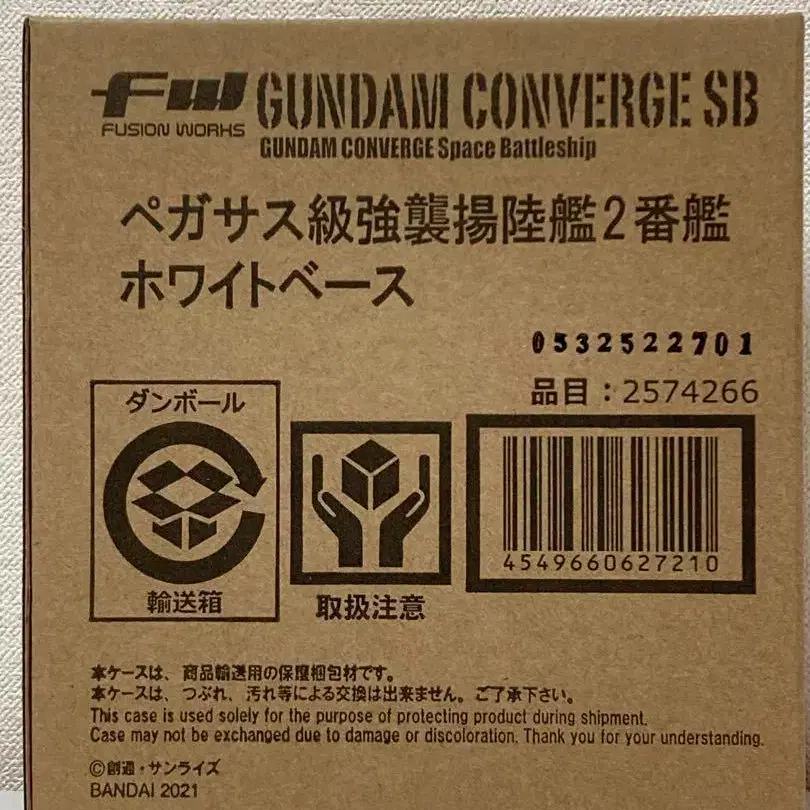 FW GUNDAM CONVERGE SB
FUSION WORKS
GUNDAM CONVERGE Space Battleship
ペガサス級強襲揚陸艦2番艦
ホワイトベース
0532522701
品目:2574266
ダンボール
輸送箱
取扱注意
4549660627210
本ケースは、商品輸送用の保護梱包材です。
本ケースは、つぶれ、汚れ等による交換は出来ません。ご了承下さい。
This case is used solely for the purpose of protecting product during shipment.
Case may not be exchanged due to damage or discoloration. Thank you for your understanding.
©創通・サンライズ
BANDAI 2021